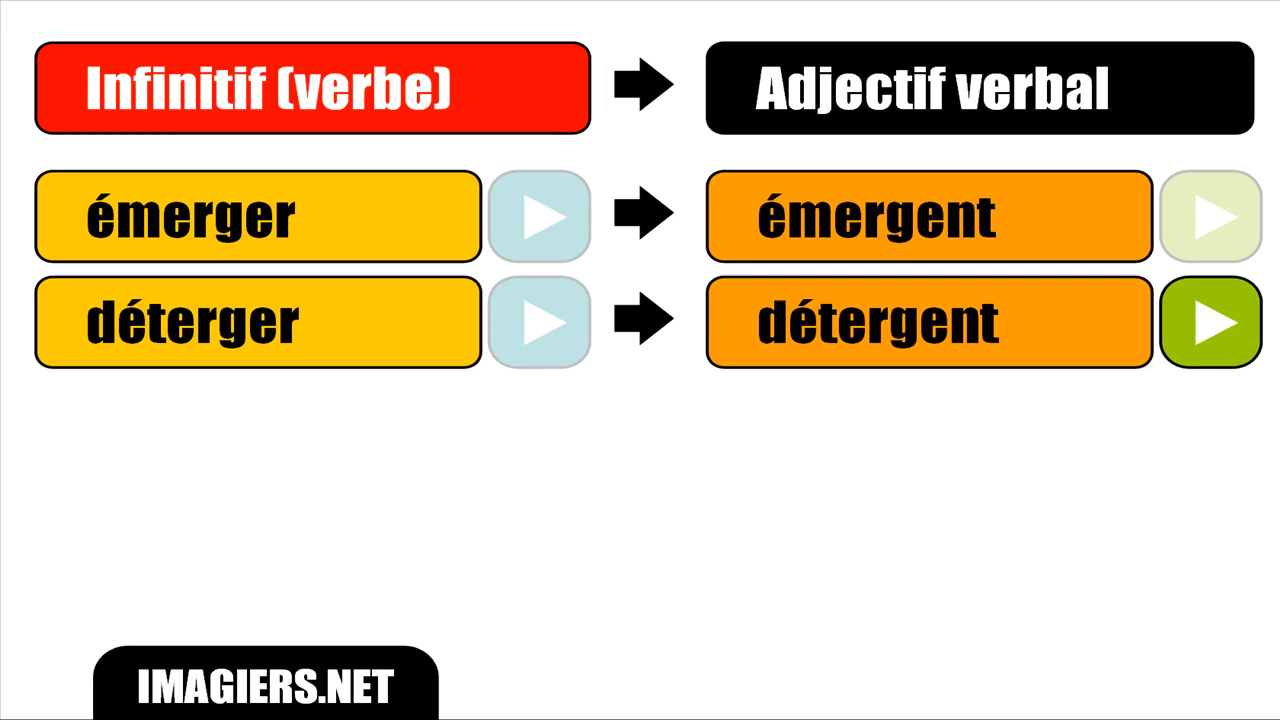 Infinitif (verbe) Adjectif verbal
émerger émergent
déterger détergent
IMAGIERS.NET